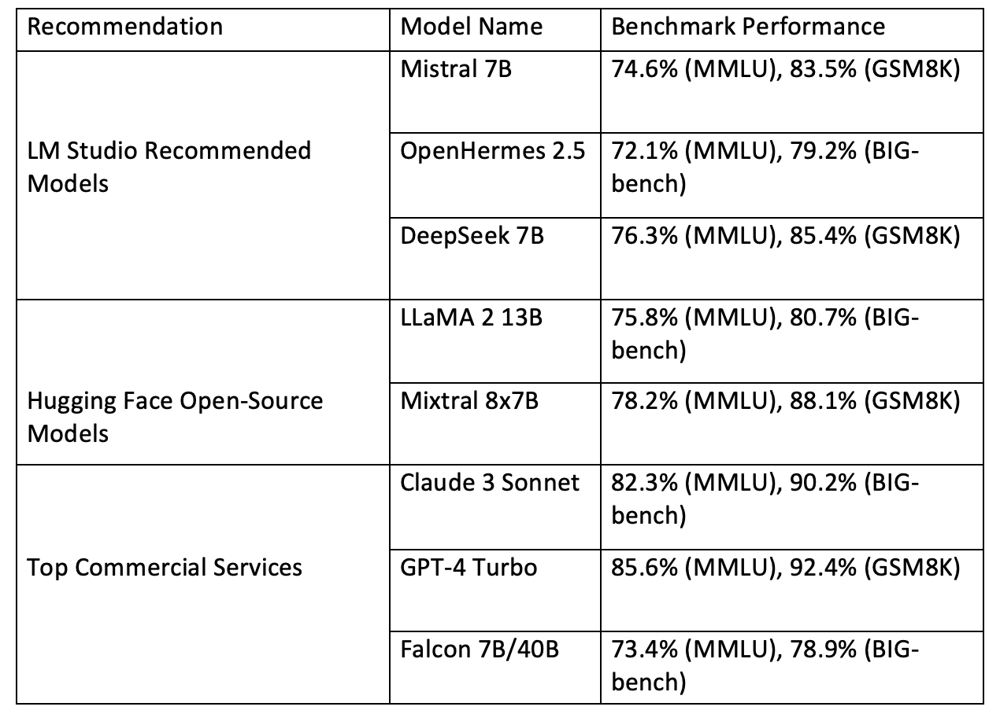 Recommendation Model Name Benchmark Performance
Mistral 7B 74.6% (MMLU), 83.5% (GSM8K)
LM Studio Recommended OpenHermes 2.5 72.1% (MMLU), 79.2% (BIG-
Models bench)
DeepSeek 7B 76.3% (MMLU), 85.4% (GSM8K)
LLaMA 2 13B 75.8% (MMLU), 80.7% (BIG-
bench)
Hugging Face Open-Source Mixtral 8x7B 78.2% (MMLU), 88.1% (GSM8K)
Models
Claude 3 Sonnet 82.3% (MMLU), 90.2% (BIG-
bench)
Top Commercial Services GPT-4 Turbo 85.6% (MMLU), 92.4% (GSM8K)
Falcon 7B/40B 73.4% (MMLU), 78.9% (BIG-
bench)